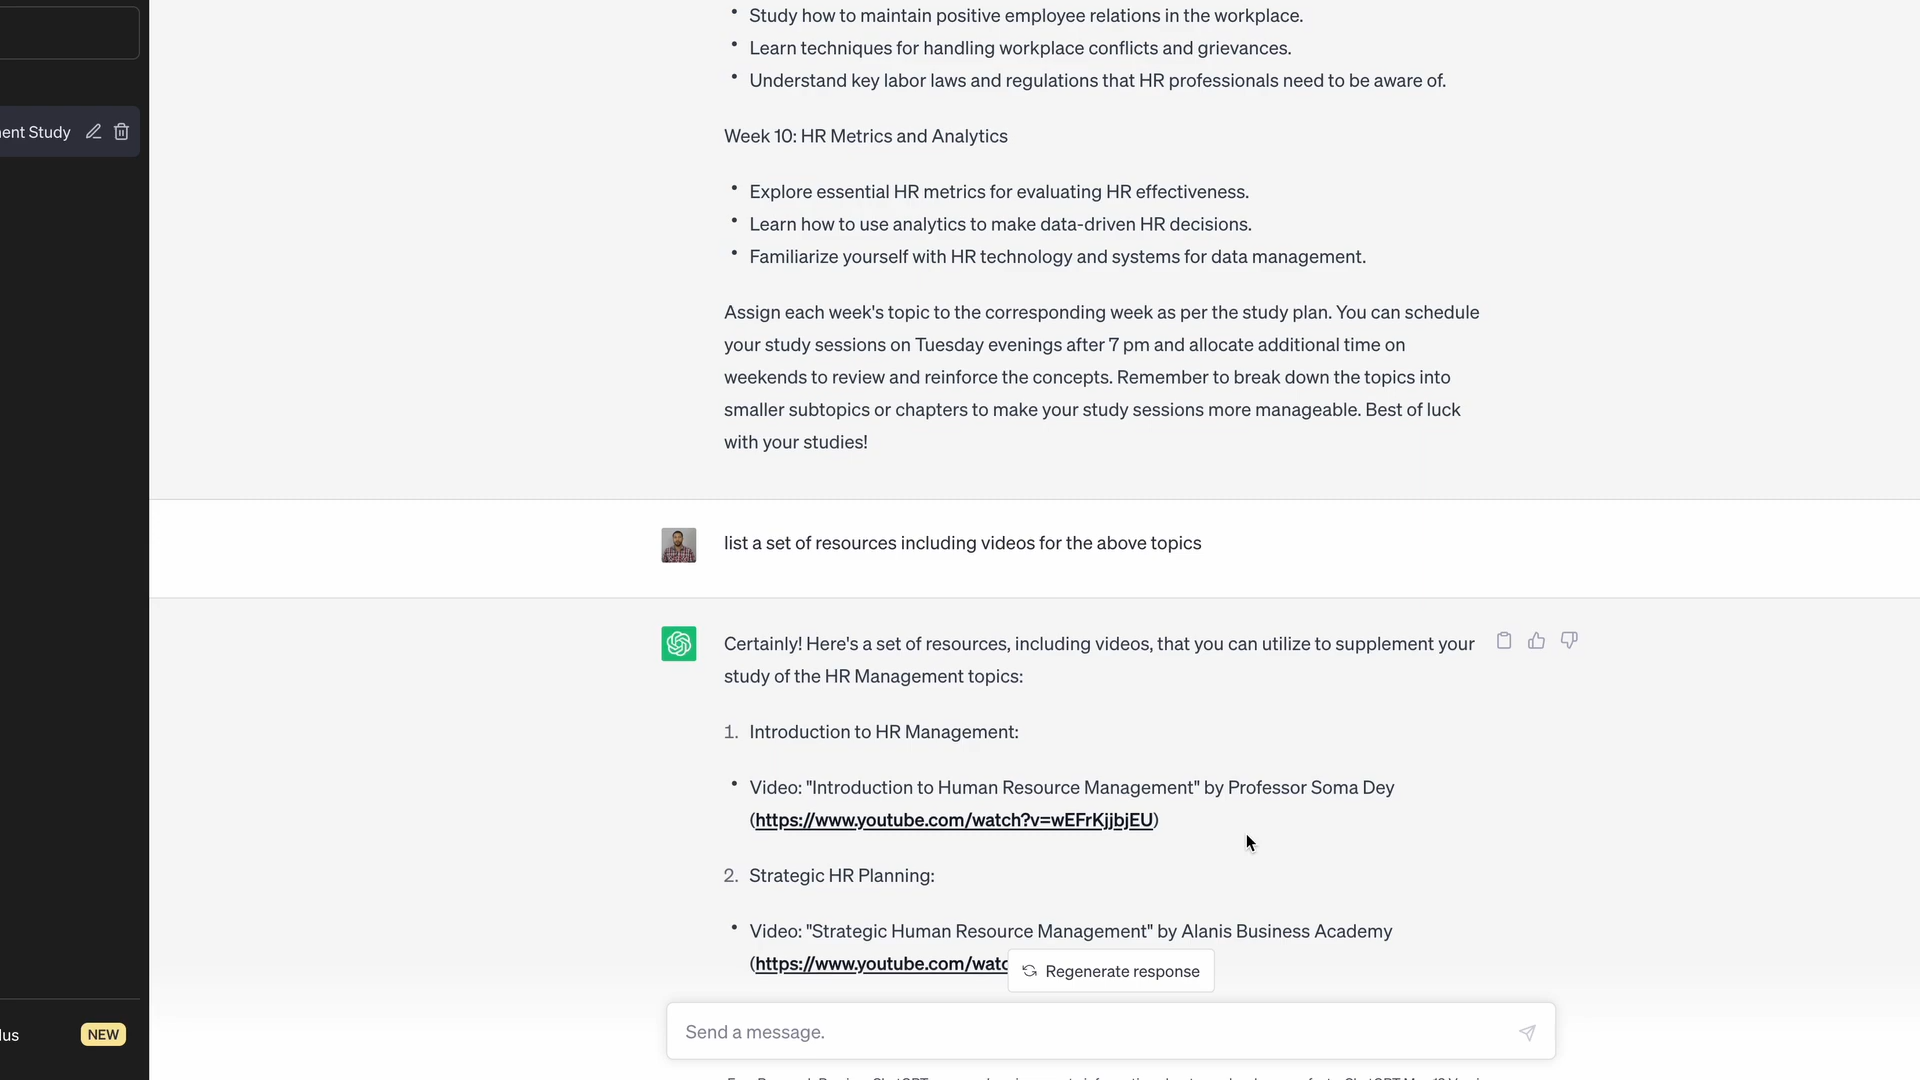 Study how to maintain positive employee relations in the workplace.
Learn techniques for handling workplace conflicts and grievances.
Understand key labor laws and regulations that HR professionals need to be aware of.
ent Study
Week 10: HR Metrics and Analytics
Explore essential HR metrics for evaluating HR effectiveness.
Learn how to use analytics to make data-driven HR decisions.
Familiarize yourself with HR technology and systems for data management.
Assign each week's topic to the corresponding week as per the study plan. You can schedule
your study sessions on Tuesday evenings after 7 pm and allocate additional time on
weekends to review and reinforce the concepts. Remember to break down the topics into
smaller subtopics or chapters to make your study sessions more manageable. Best of luck
with your studies!
list a set of resources including videos for the above topics
Certainly! Here's a set of resources, including videos, that you can utilize to supplement your
study of the HR Management topics:
1. Introduction to HR Management:
Video: "Introduction to Human Resource Management" by Professor Soma Dey
(https://www.youtube.com/watch?v=wEFrKjjbjEU)
2. Strategic HR Planning:
Video: "Strategic Human Resource Management" by Alanis Business Academy
(https://www.youtube.com/watc
Regenerate response
Send a message.
lus NEW